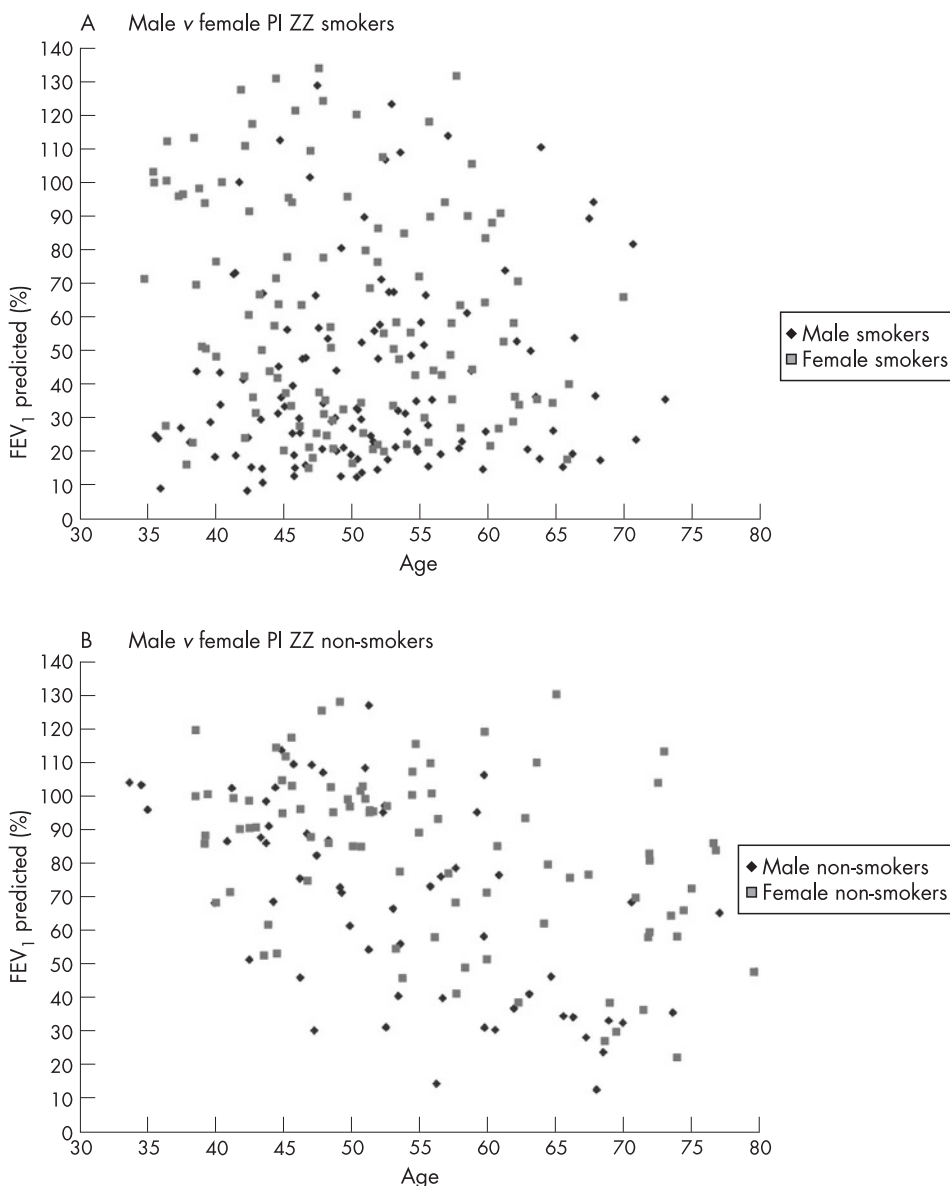 A Male v female PI ZZ smokers
140
130
120
110
100
90
80
70
60
50
40
30
20
10
0
FEV1 predicted (%)
30 35 40 45 50 55 60 65 70 75 80
Age
Male smokers
Female smokers
B Male v female PI ZZ non-smokers
140
130
120
110
100
90
80
70
60
50
40
30
20
10
0
FEV1 predicted (%)
30 35 40 45 50 55 60 65 70 75 80
Age
Male non-smokers
Female non-smokers